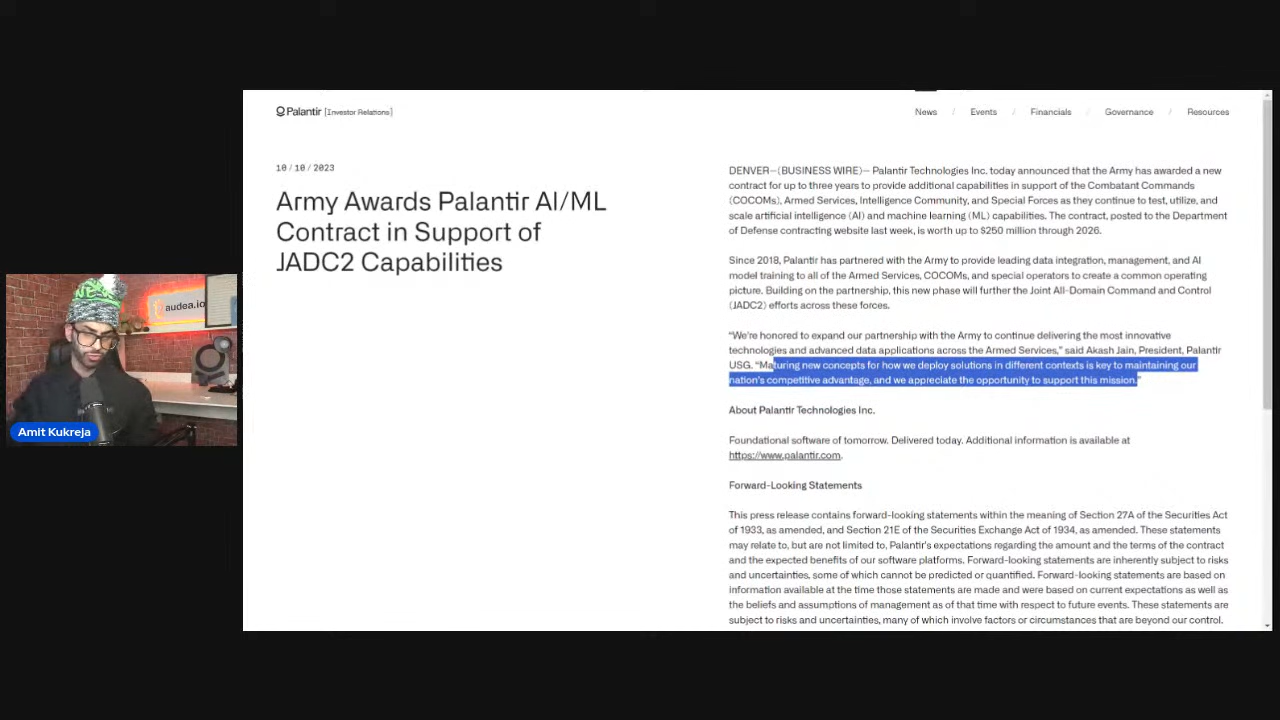 Palantir [Investor Relations]
News / Events / Financials / Governance / Resources
10/10/2023
Army Awards Palantir AI/ML
Contract in Support of
JADC2 Capabilities
DENVER—(BUSINESS WIRE)— Palantir Technologies Inc. today announced that the Army has awarded a new
contract for up to three years to provide additional capabilities in support of the Combatant Commands
(COCOMs), Armed Services, Intelligence Community, and Special Forces as they continue to test, utilize, and
scale artificial intelligence (AI) and machine learning (ML) capabilities. The contract, posted to the Department
of Defense contracting website last week, is worth up to $250 million through 2026.
Since 2018, Palantir has partnered with the Army to provide leading data integration, management, and AI
model training to all of the Armed Services, COCOMs, and special operators to create a common operating
picture. Building on the partnership, this new phase will further the Joint All-Domain Command and Control
(JADC2) efforts across these forces.
“We’re honored to expand our partnership with the Army to continue delivering the most innovative
technologies and advanced data applications across the Armed Services,” said Akash Jain, President, Palantir
USG. “Maturing new concepts for how we deploy solutions in different contexts is key to maintaining our
nation’s competitive advantage, and we appreciate the opportunity to support this mission.”
About Palantir Technologies Inc.
Foundational software of tomorrow. Delivered today. Additional information is available at
https://www.palantir.com.
Forward-Looking Statements
This press release contains forward-looking statements within the meaning of Section 27A of the Securities Act
of 1933, as amended, and Section 21E of the Securities Exchange Act of 1934, as amended. These statements
may relate to, but are not limited to, Palantir’s expectations regarding the amount and the terms of the contract
and the expected benefits of our software platforms. Forward-looking statements are inherently subject to risks
and uncertainties, some of which cannot be predicted or quantified. Forward-looking statements are based on
information available at the time those statements are made and were based on current expectations as well as
the beliefs and assumptions of management as of that time with respect to future events. These statements are
subject to risks and uncertainties, many of which involve factors or circumstances that are beyond our control.
audea.io
Amit Kukreja